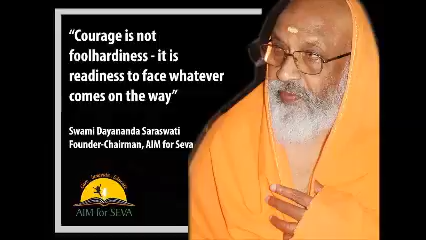 “Courage is not
foolhardiness - it is
readiness to face whatever
comes on the way”
Swami Dayananda Saraswati
Founder-Chairman, AIM for Seva
AIM for SEVA